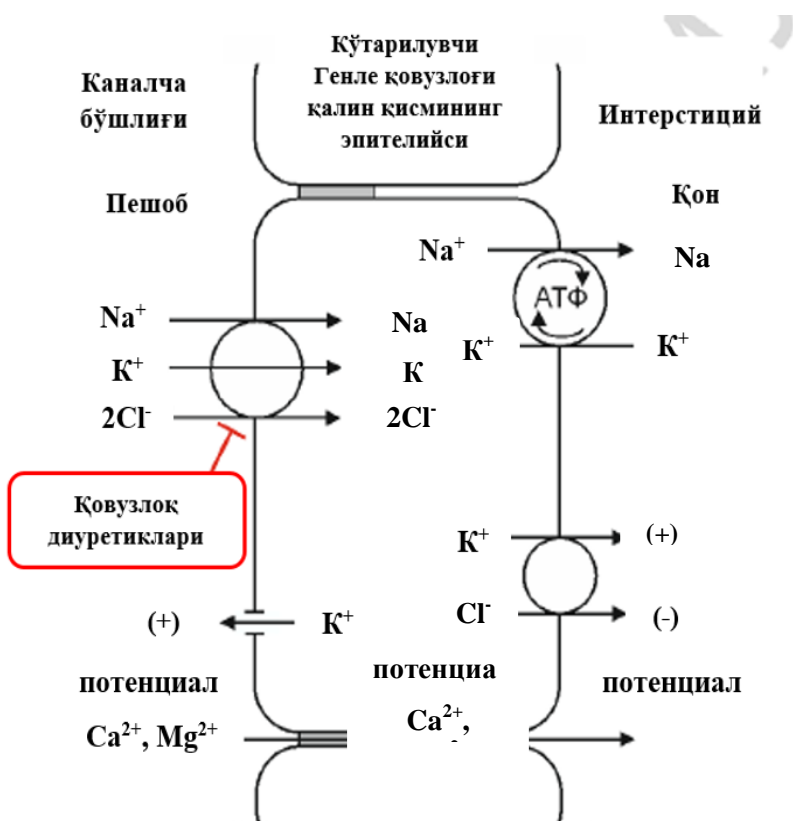 Каналча
бўшлиғи
Кўтарилувчи
Генле қовузлоғи
қалин қисмининг
эпителийси
Интерстиций
Пешоб
Қон
Na⁺
Na
АТФ
K⁺
K⁺
Na⁺
Na
K⁺
К
2Cl⁻
2Cl⁻
Қовузлоқ
диуретиклари
K⁺
(+)
Cl⁻
(-)
(+)
K⁺
потенциал
потенциа
потенциал
Ca²⁺, Mg²⁺
Ca²⁺,